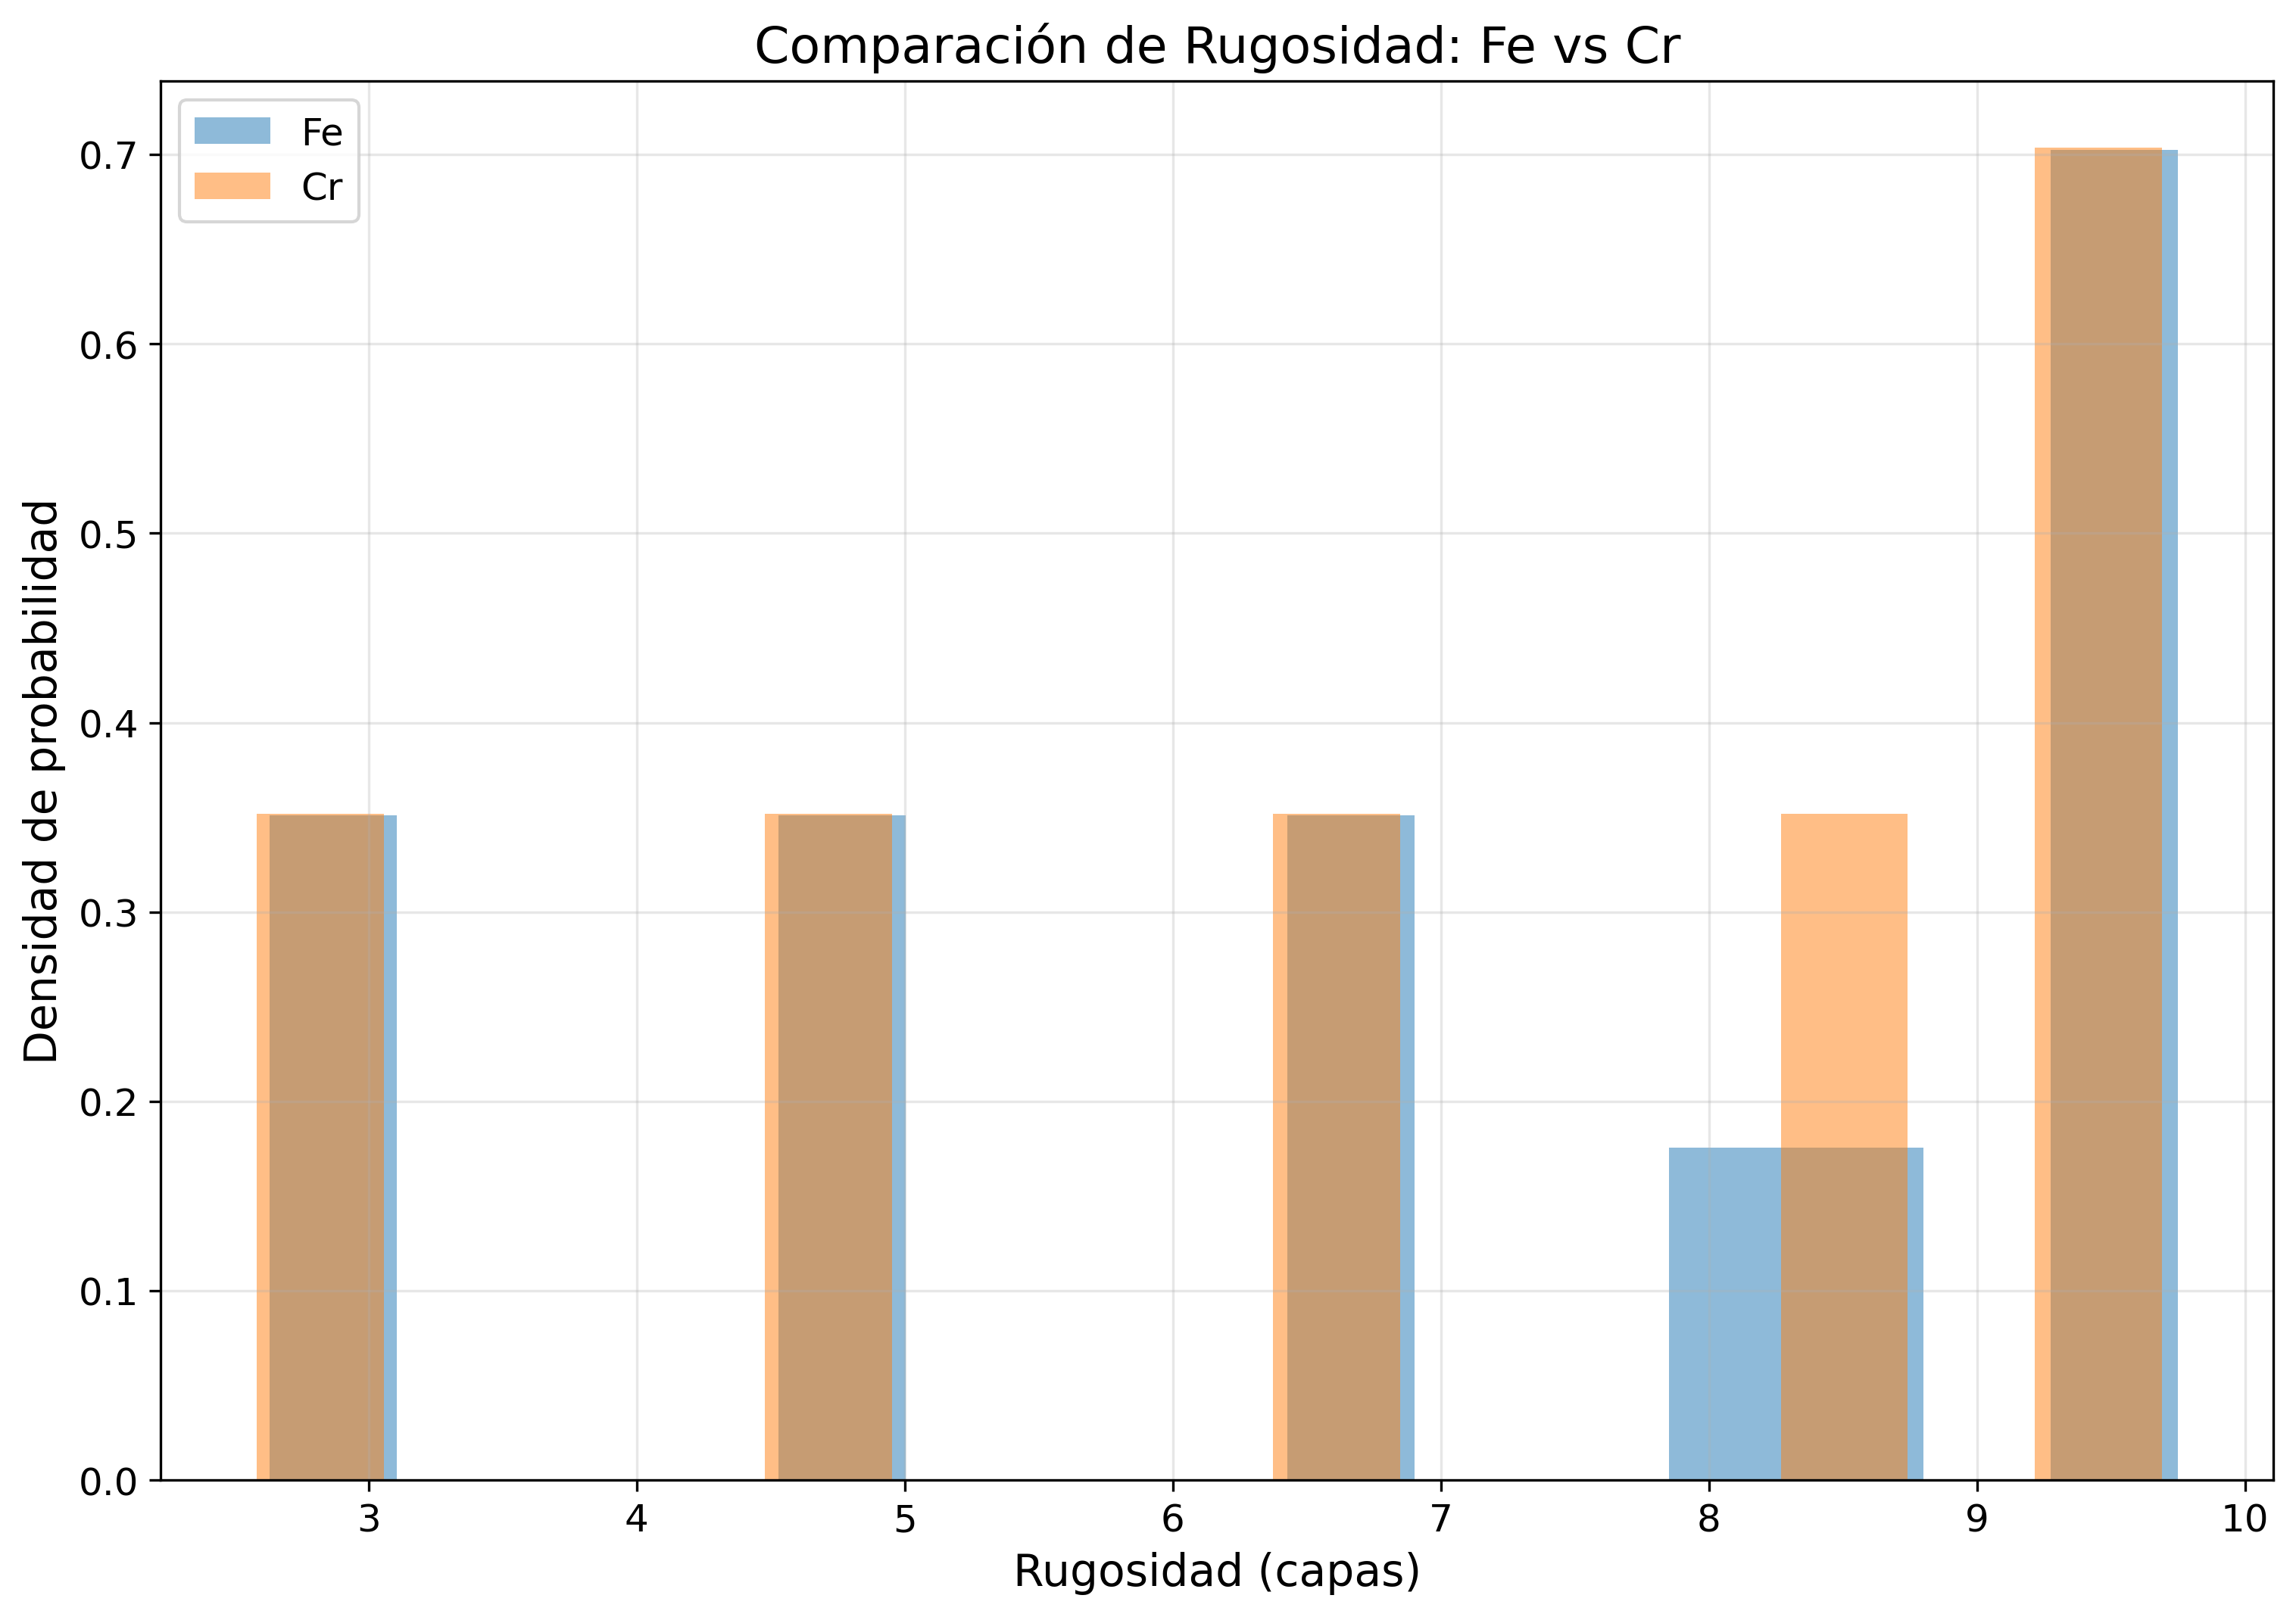 Comparación de Rugosidad: Fe vs Cr
Fe
Cr
Densidad de probabilidad
0.7
0.6
0.5
0.4
0.3
0.2
0.1
0.0
3 4 5 6 7 8 9 10
Rugosidad (capas)